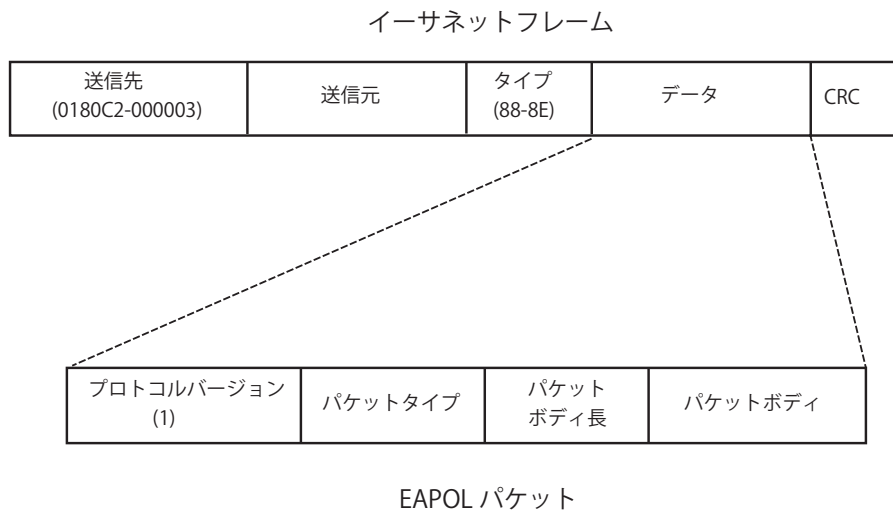 イーサネットフレーム
送信先
(0180C2-000003)
送信元
タイプ
(88-8E)
データ
CRC
プロトコルバージョン
(1)
パケットタイプ
パケット
ボディ長
パケットボディ
EAPOL パケット